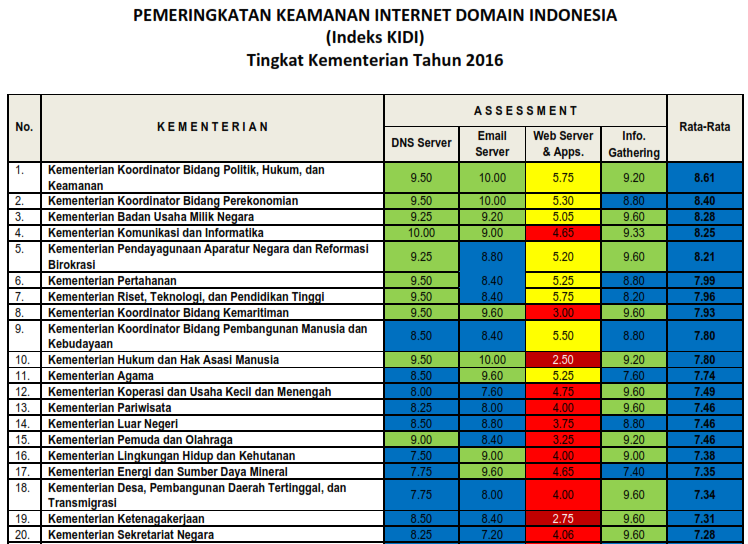 PEMERINGKATAN KEAMANAN INTERNET DOMAIN INDONESIA
(Indeks KIDI)
Tingkat Kementerian Tahun 2016
No. KEMENTERIAN ASSESSMENT Rata-Rata
DNS Server Email Server Web Server & Apps. Info. Gathering
1. Kementerian Koordinator Bidang Politik, Hukum, dan Keamanan 9.50 10.00 5.75 9.20 8.61
2. Kementerian Koordinator Bidang Perekonomian 9.50 10.00 5.30 8.80 8.40
3. Kementerian Badan Usaha Milik Negara 9.25 9.20 5.05 9.60 8.28
4. Kementerian Komunikasi dan Informatika 10.00 9.00 4.65 9.33 8.25
5. Kementerian Pendayagunaan Aparatur Negara dan Reformasi Birokrasi 9.25 8.80 5.20 9.60 8.21
6. Kementerian Pertahanan 9.50 8.40 5.25 8.80 7.99
7. Kementerian Riset, Teknologi, dan Pendidikan Tinggi 9.50 8.40 5.75 8.20 7.96
8. Kementerian Koordinator Bidang Kemaritiman 9.50 9.60 3.00 9.60 7.93
9. Kementerian Koordinator Bidang Pembangunan Manusia dan Kebudayaan 8.50 8.40 5.50 8.80 7.80
10. Kementerian Hukum dan Hak Asasi Manusia 9.50 10.00 2.50 9.20 7.80
11. Kementerian Agama 8.50 9.60 5.25 7.60 7.74
12. Kementerian Koperasi dan Usaha Kecil dan Menengah 8.00 7.60 4.75 9.60 7.49
13. Kementerian Pariwisata 8.25 8.00 4.00 9.60 7.46
14. Kementerian Luar Negeri 8.50 8.80 3.75 8.80 7.46
15. Kementerian Pemuda dan Olahraga 9.00 8.40 3.25 9.20 7.46
16. Kementerian Lingkungan Hidup dan Kehutanan 7.50 9.00 4.00 9.00 7.38
17. Kementerian Energi dan Sumber Daya Mineral 7.75 9.60 4.65 7.40 7.35
18. Kementerian Desa, Pembangunan Daerah Tertinggal, dan Transmigrasi 7.75 8.00 4.00 9.60 7.34
19. Kementerian Ketenagakerjaan 8.50 8.40 2.75 9.60 7.31
20. Kementerian Sekretariat Negara 8.25 7.20 4.06 9.60 7.28